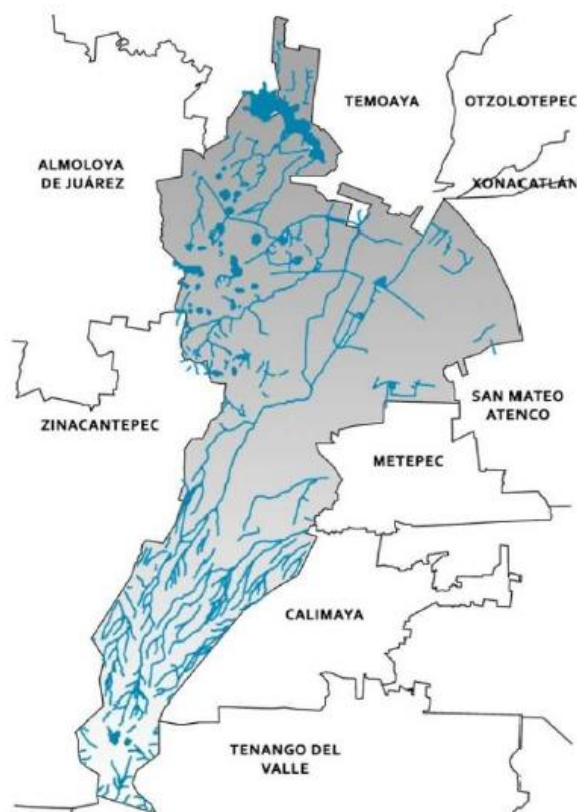 TEMOAYA
OTZOLOTEPEC
ALMOLOYA
DE JUÁREZ
XONACATLÁN
ZINACANTEPEC
SAN MATEO
ATENCO
METEPEC
CALIMAYA
TENANGO DEL
VALLE